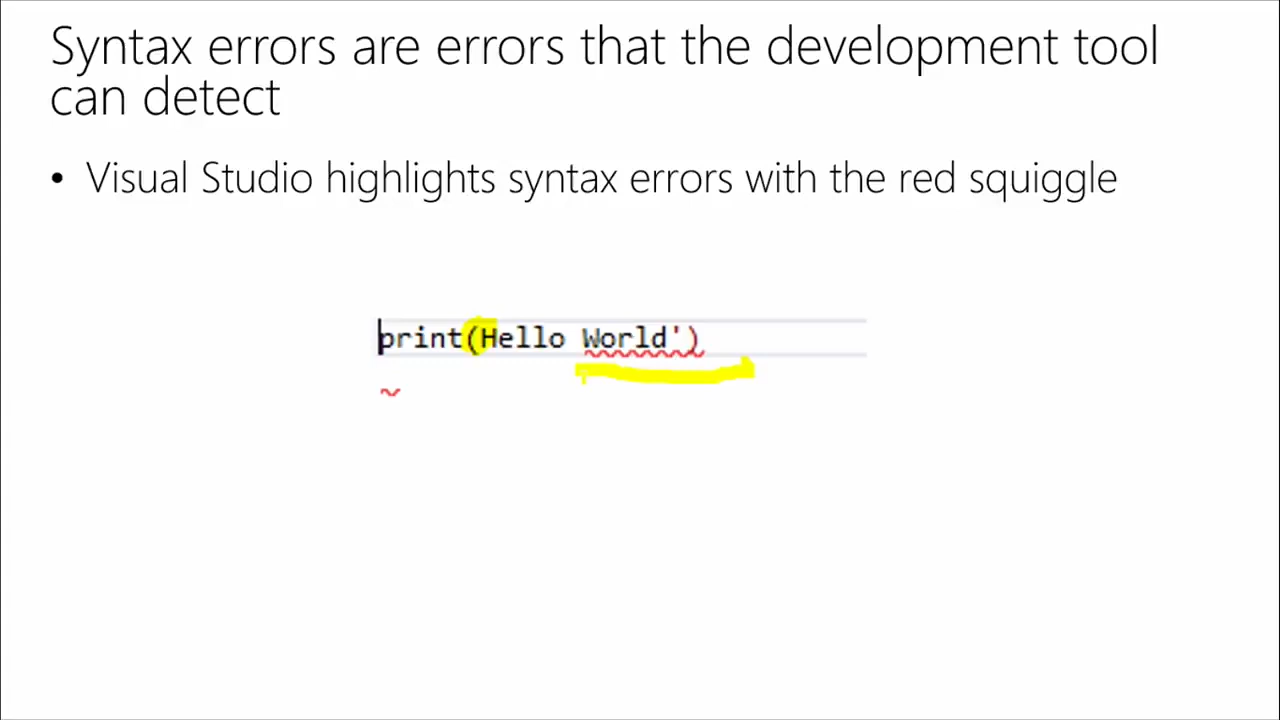 Syntax errors are errors that the development tool
can detect
• Visual Studio highlights syntax errors with the red squiggle
print(Hello World')